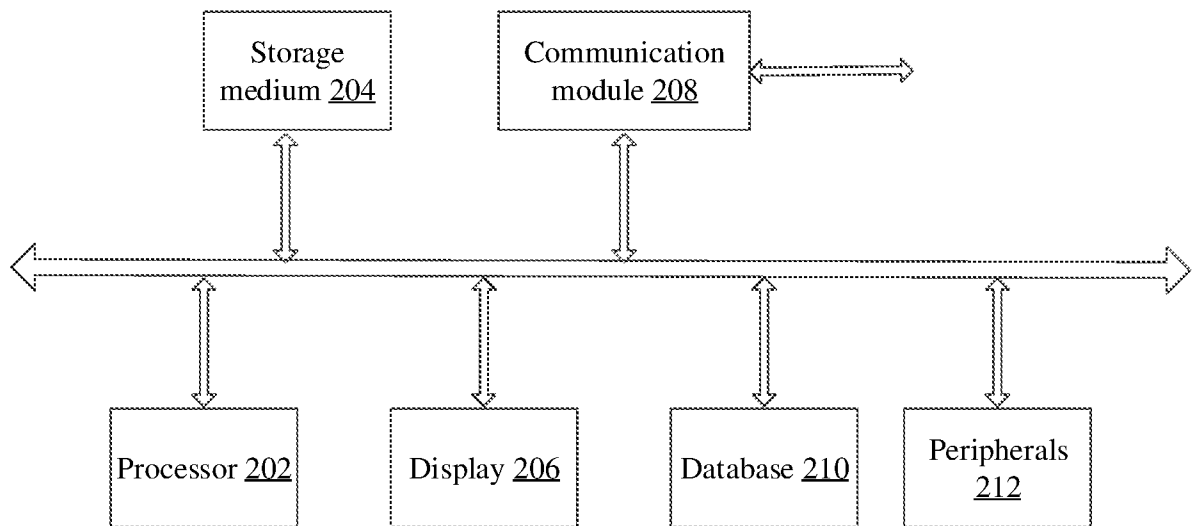 Storage
medium 204
Communication
module 208
Processor 202
Display 206
Database 210
Peripherals
212